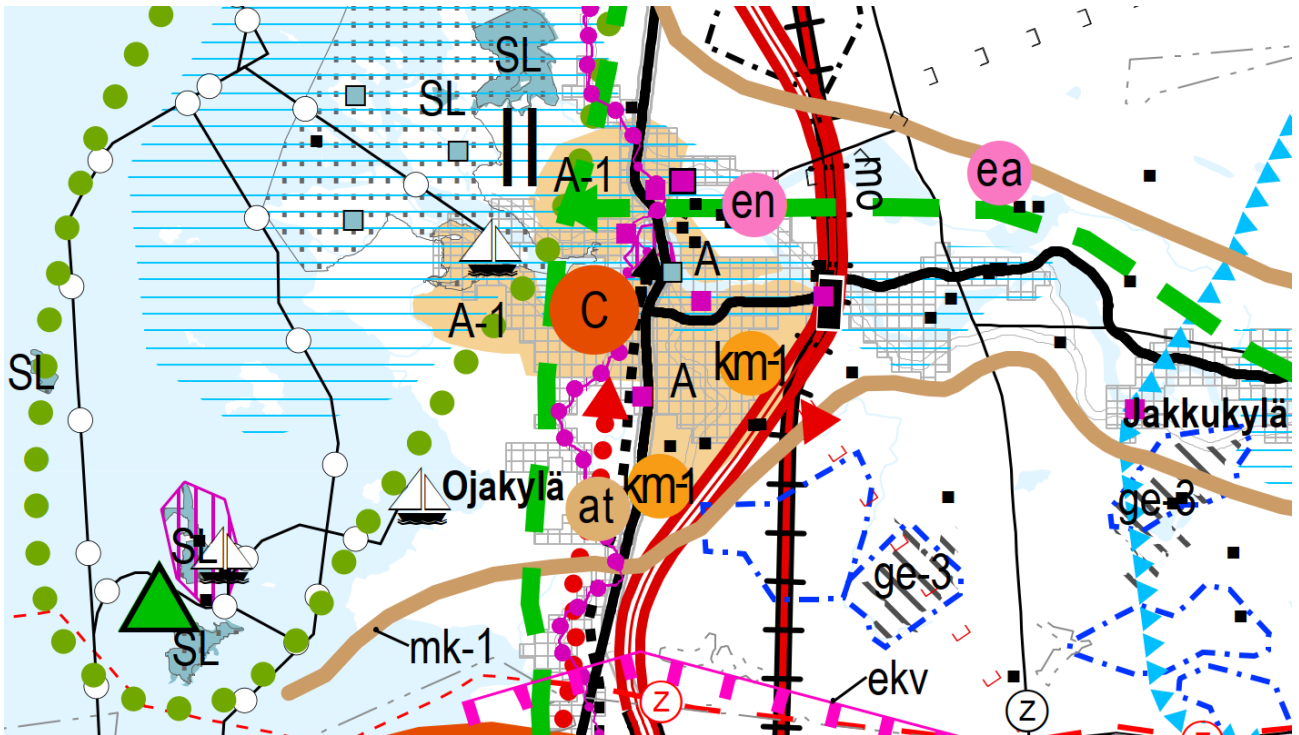 SL
SL
A-1
mo
ea
en
A
C
A-1
km-1
SL
A
Jakkukylä
Ojakylä
km-1
at
ge-3
SL
ge-3
SL
mk-1
ekv
z
z
z